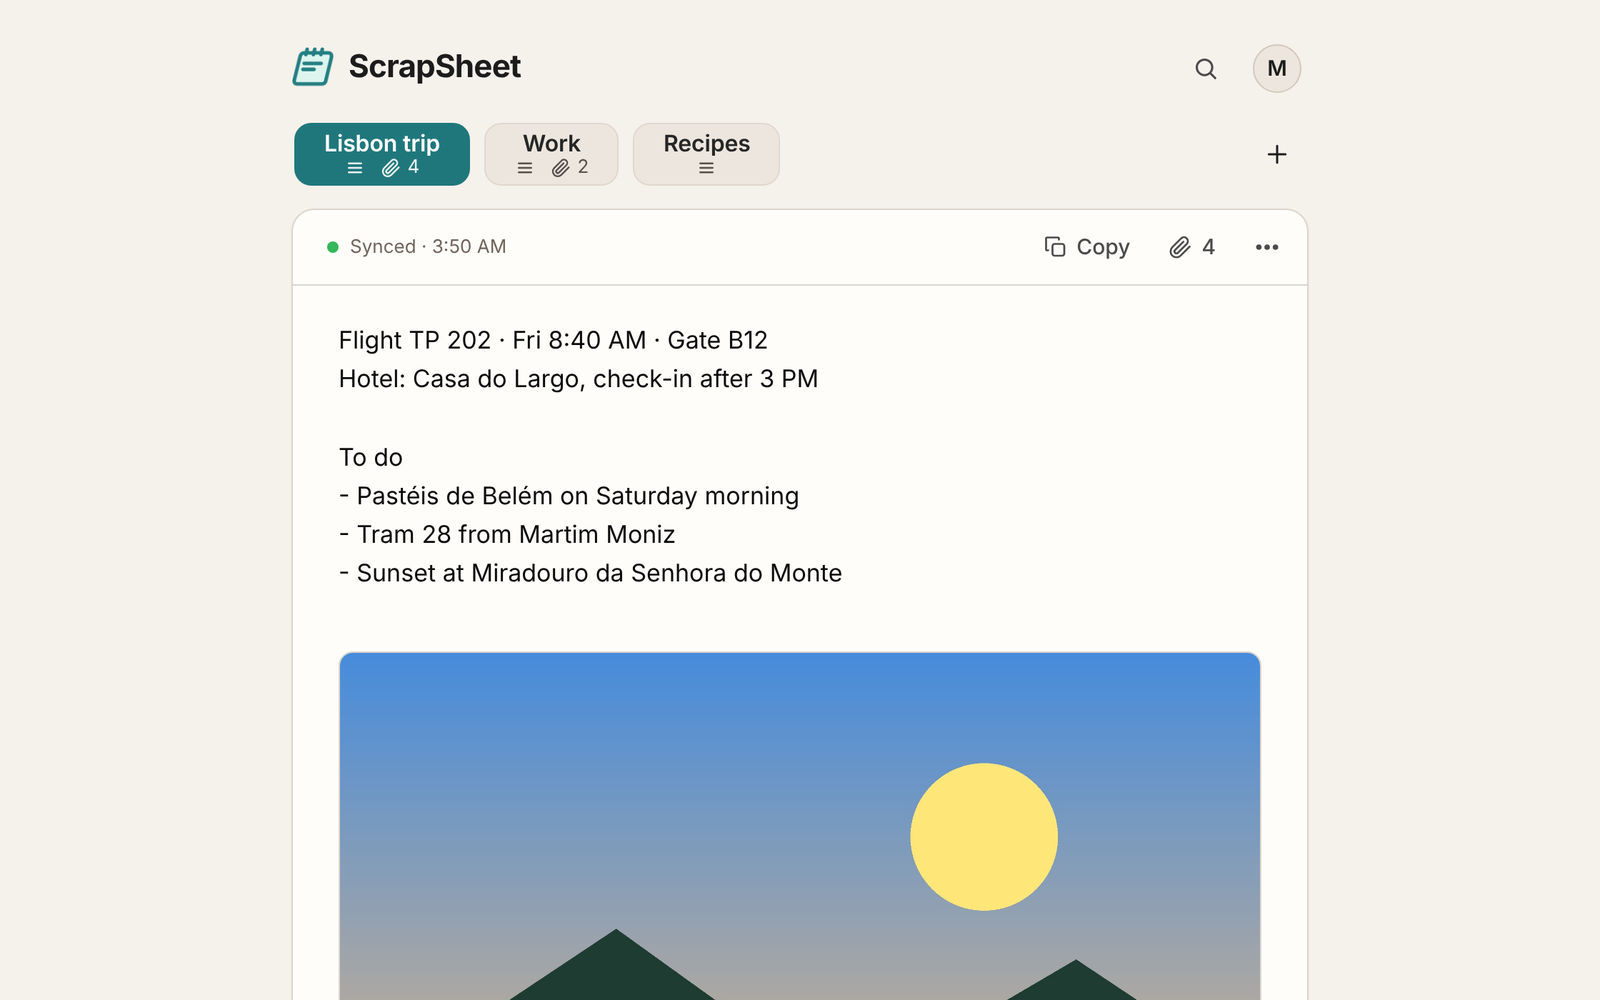 ScrapSheet
M
Lisbon trip
4
Work
2
Recipes
Synced · 3:50 AM
Copy
4
Flight TP 202 · Fri 8:40 AM · Gate B12
Hotel: Casa do Largo, check-in after 3 PM
To do
- Pastéis de Belém on Saturday morning
- Tram 28 from Martim Moniz
- Sunset at Miradouro da Senhora do Monte